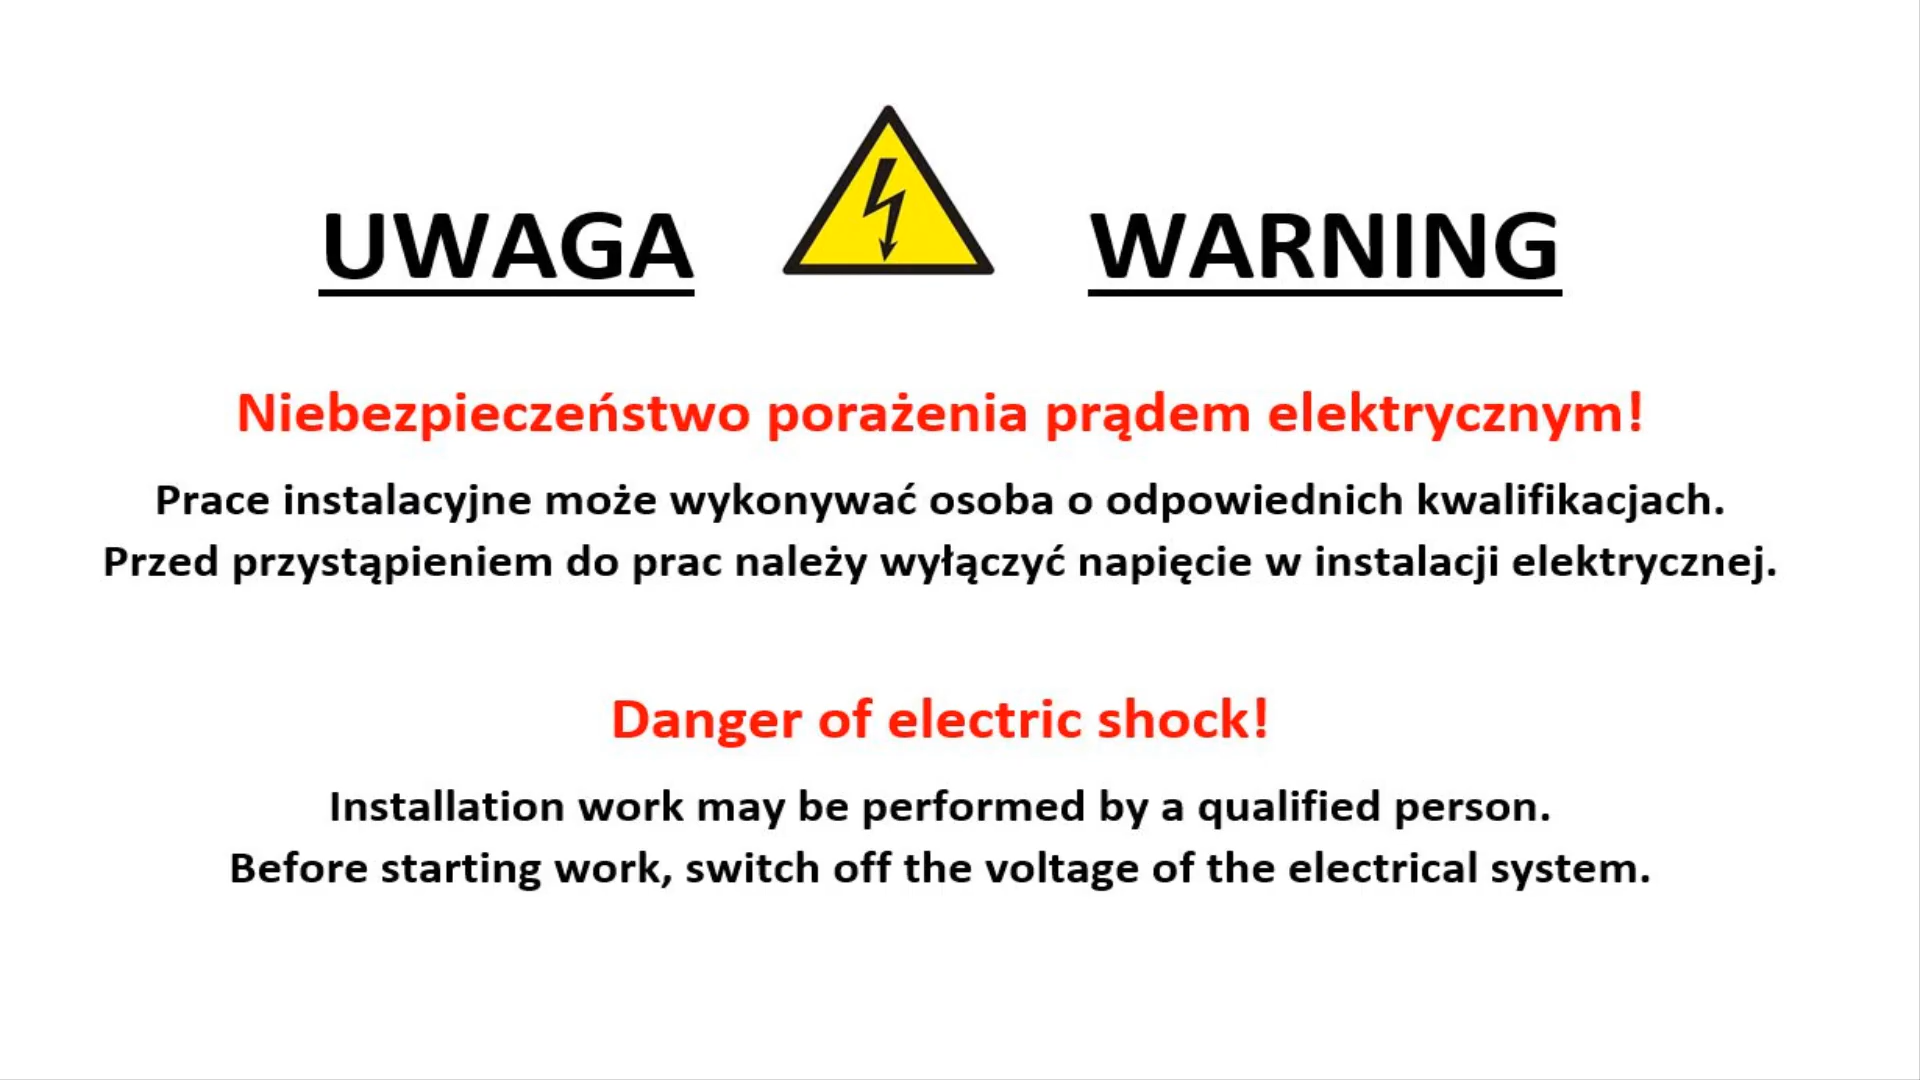 UWAGA WARNING
Niebezpieczeństwo porażenia prądem elektrycznym!
Prace instalacyjne może wykonywać osoba o odpowiednich kwalifikacjach.
Przed przystąpieniem do prac należy wyłączyć napięcie w instalacji elektrycznej.
Danger of electric shock!
Installation work may be performed by a qualified person.
Before starting work, switch off the voltage of the electrical system.